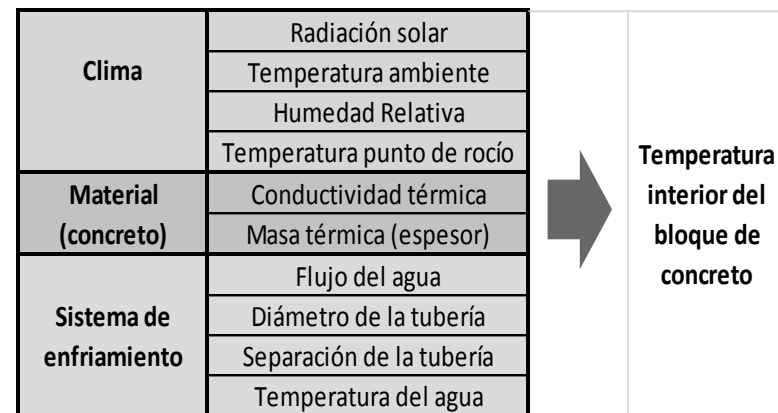 Clima
Radiación solar
Temperatura ambiente
Humedad Relativa
Temperatura punto de rocío
Material
(concreto)
Conductividad térmica
Masa térmica (espesor)
Sistema de
enfriamiento
Flujo del agua
Diámetro de la tubería
Separación de la tubería
Temperatura del agua
Temperatura
interior del
bloque de
concreto